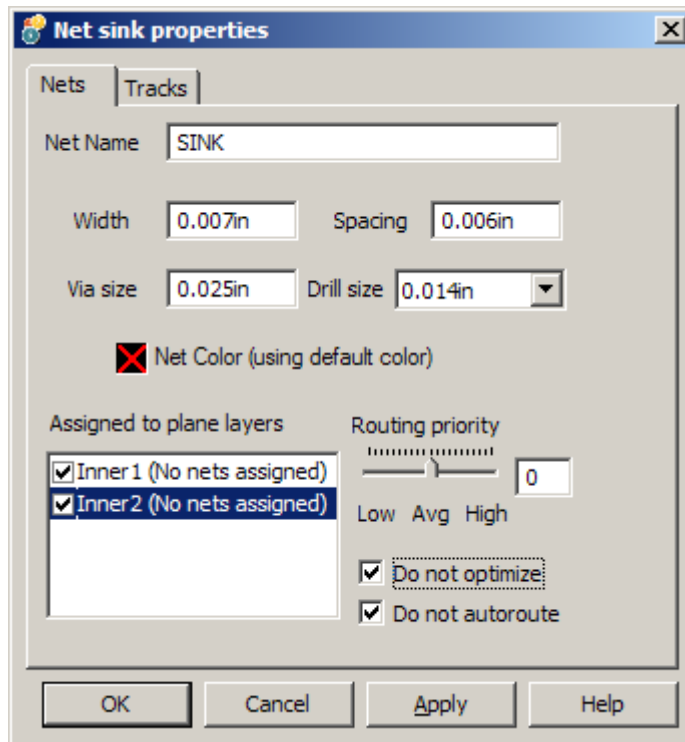 Net sink properties
Nets Tracks
Net Name SINK
Width 0.007in Spacing 0.006in
Via size 0.025in Drill size 0.014in
Net Color (using default color)
Assigned to plane layers Routing priority
Inner1 (No nets assigned)
Inner2 (No nets assigned)
0
Low Avg High
Do not optimize
Do not autoroute
OK Cancel Apply Help